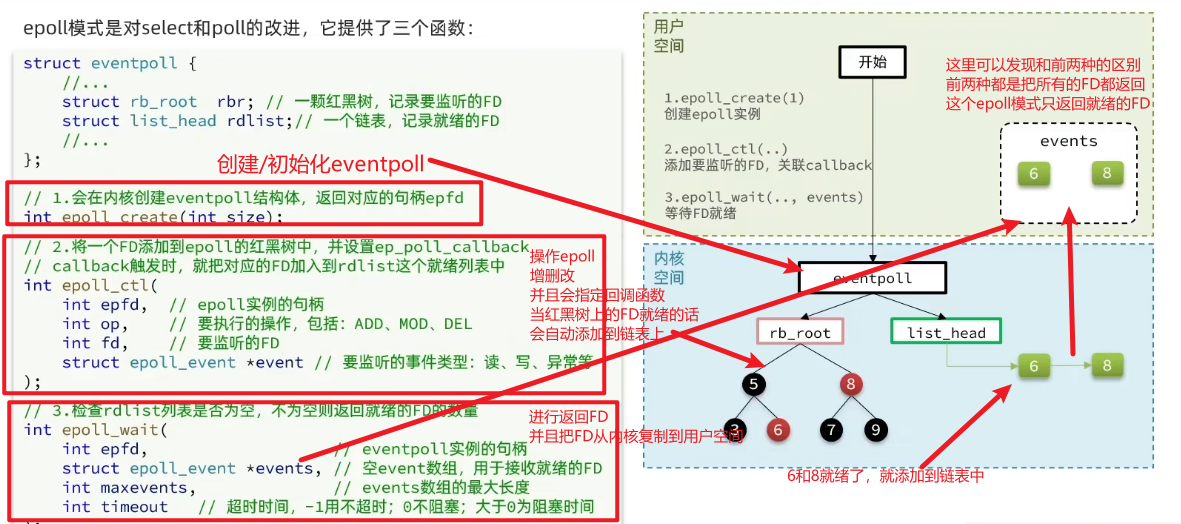 epoll模式是对select和poll的改进，它提供了三个函数：
struct eventpoll {
//...
struct rb_root rbr; // 一颗红黑树，记录要监听的FD
struct list_head rdlist;// 一个链表，记录就绪的FD
//...
};
创建/初始化eventpoll
// 1.会在内核创建eventpoll结构体，返回对应的句柄epfd
int epoll_create(int size);
// 2.将一个FD添加到epoll的红黑树中，并设置ep_poll_callback
// callback触发时，就把对应的FD加入到rdlist这个就绪列表中
int epoll_ctl(
int epfd, // epoll实例的句柄
int op, // 要执行的操作，包括：ADD、MOD、DEL
int fd, // 要监听的FD
struct epoll_event *event // 要监听的事件类型：读、写、异常等
);
操作epoll
增删改
并且会指定回调函数
当红黑树上的FD就绪的话
会自动添加到链表上
// 3.检查rdlist列表是否为空，不为空则返回就绪的FD的数量
int epoll_wait(
int epfd, // eventpoll实例的句柄
struct epoll_event *events, // 空event数组，用于接收就绪的FD
int maxevents, // events数组的最大长度
int timeout // 超时时间，-1用不超时；0不阻塞；大于0为阻塞时间
进行返回FD
并且把FD从内核复制到用户空间
用户
空间
开始
1.epoll_create(1)
创建epoll实例
2.epoll_ctl(..)
添加要监听的FD，关联callback
3.epoll_wait(.., events)
等待FD就绪
这里可以发现和前两种的区别
前两种都是把所有的FD都返回
这个epoll模式只返回就绪的FD
events
6 8
内核
空间
eventpoll
rb_root list_head
6 8
5 8
3 6 7 9
6和8就绪了，就添加到链表中